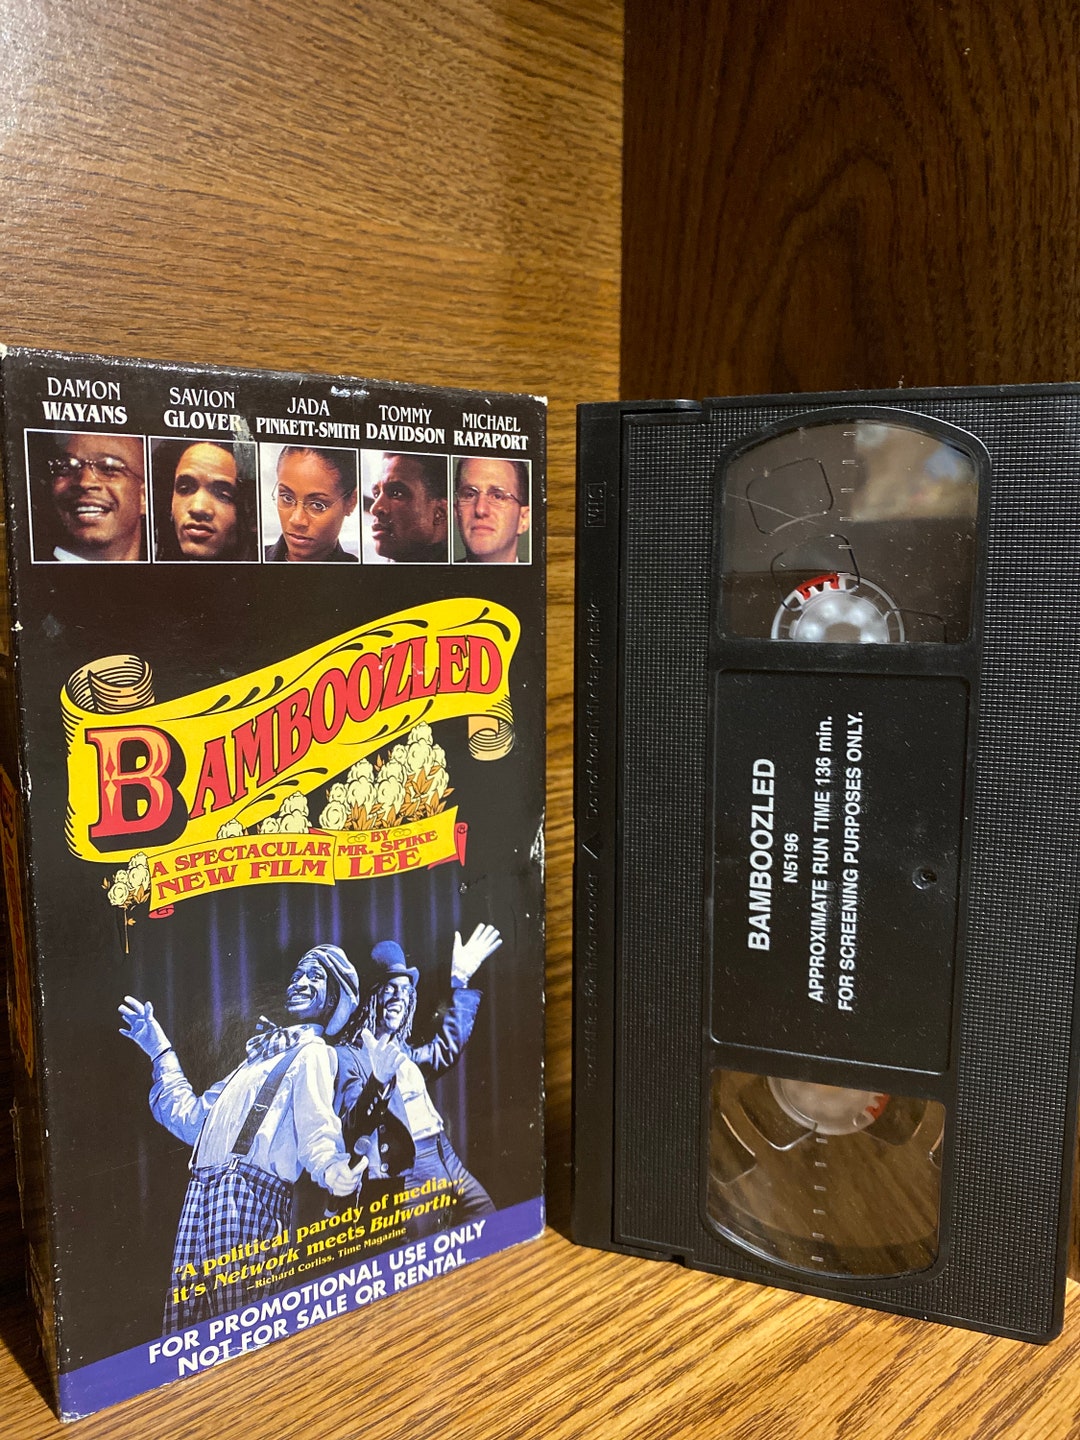 DAMON
WAYANS
SAVION
GLOVER
JADA
PINKETT-SMITH
TOMMY
DAVIDSON
MICHAEL
RAPAPORT
BAMBOOZLED
A SPECTACULAR
NEW FILM
BY
MR. SPIKE
LEE
"A political parody of media...
it's Network meets Bulworth."
–Richard Corliss, Time Magazine
FOR PROMOTIONAL USE ONLY
NOT FOR SALE OR RENTAL
VHS
BAMBOOZLED
N5196
APPROXIMATE RUN TIME 136 min.
FOR SCREENING PURPOSES ONLY.